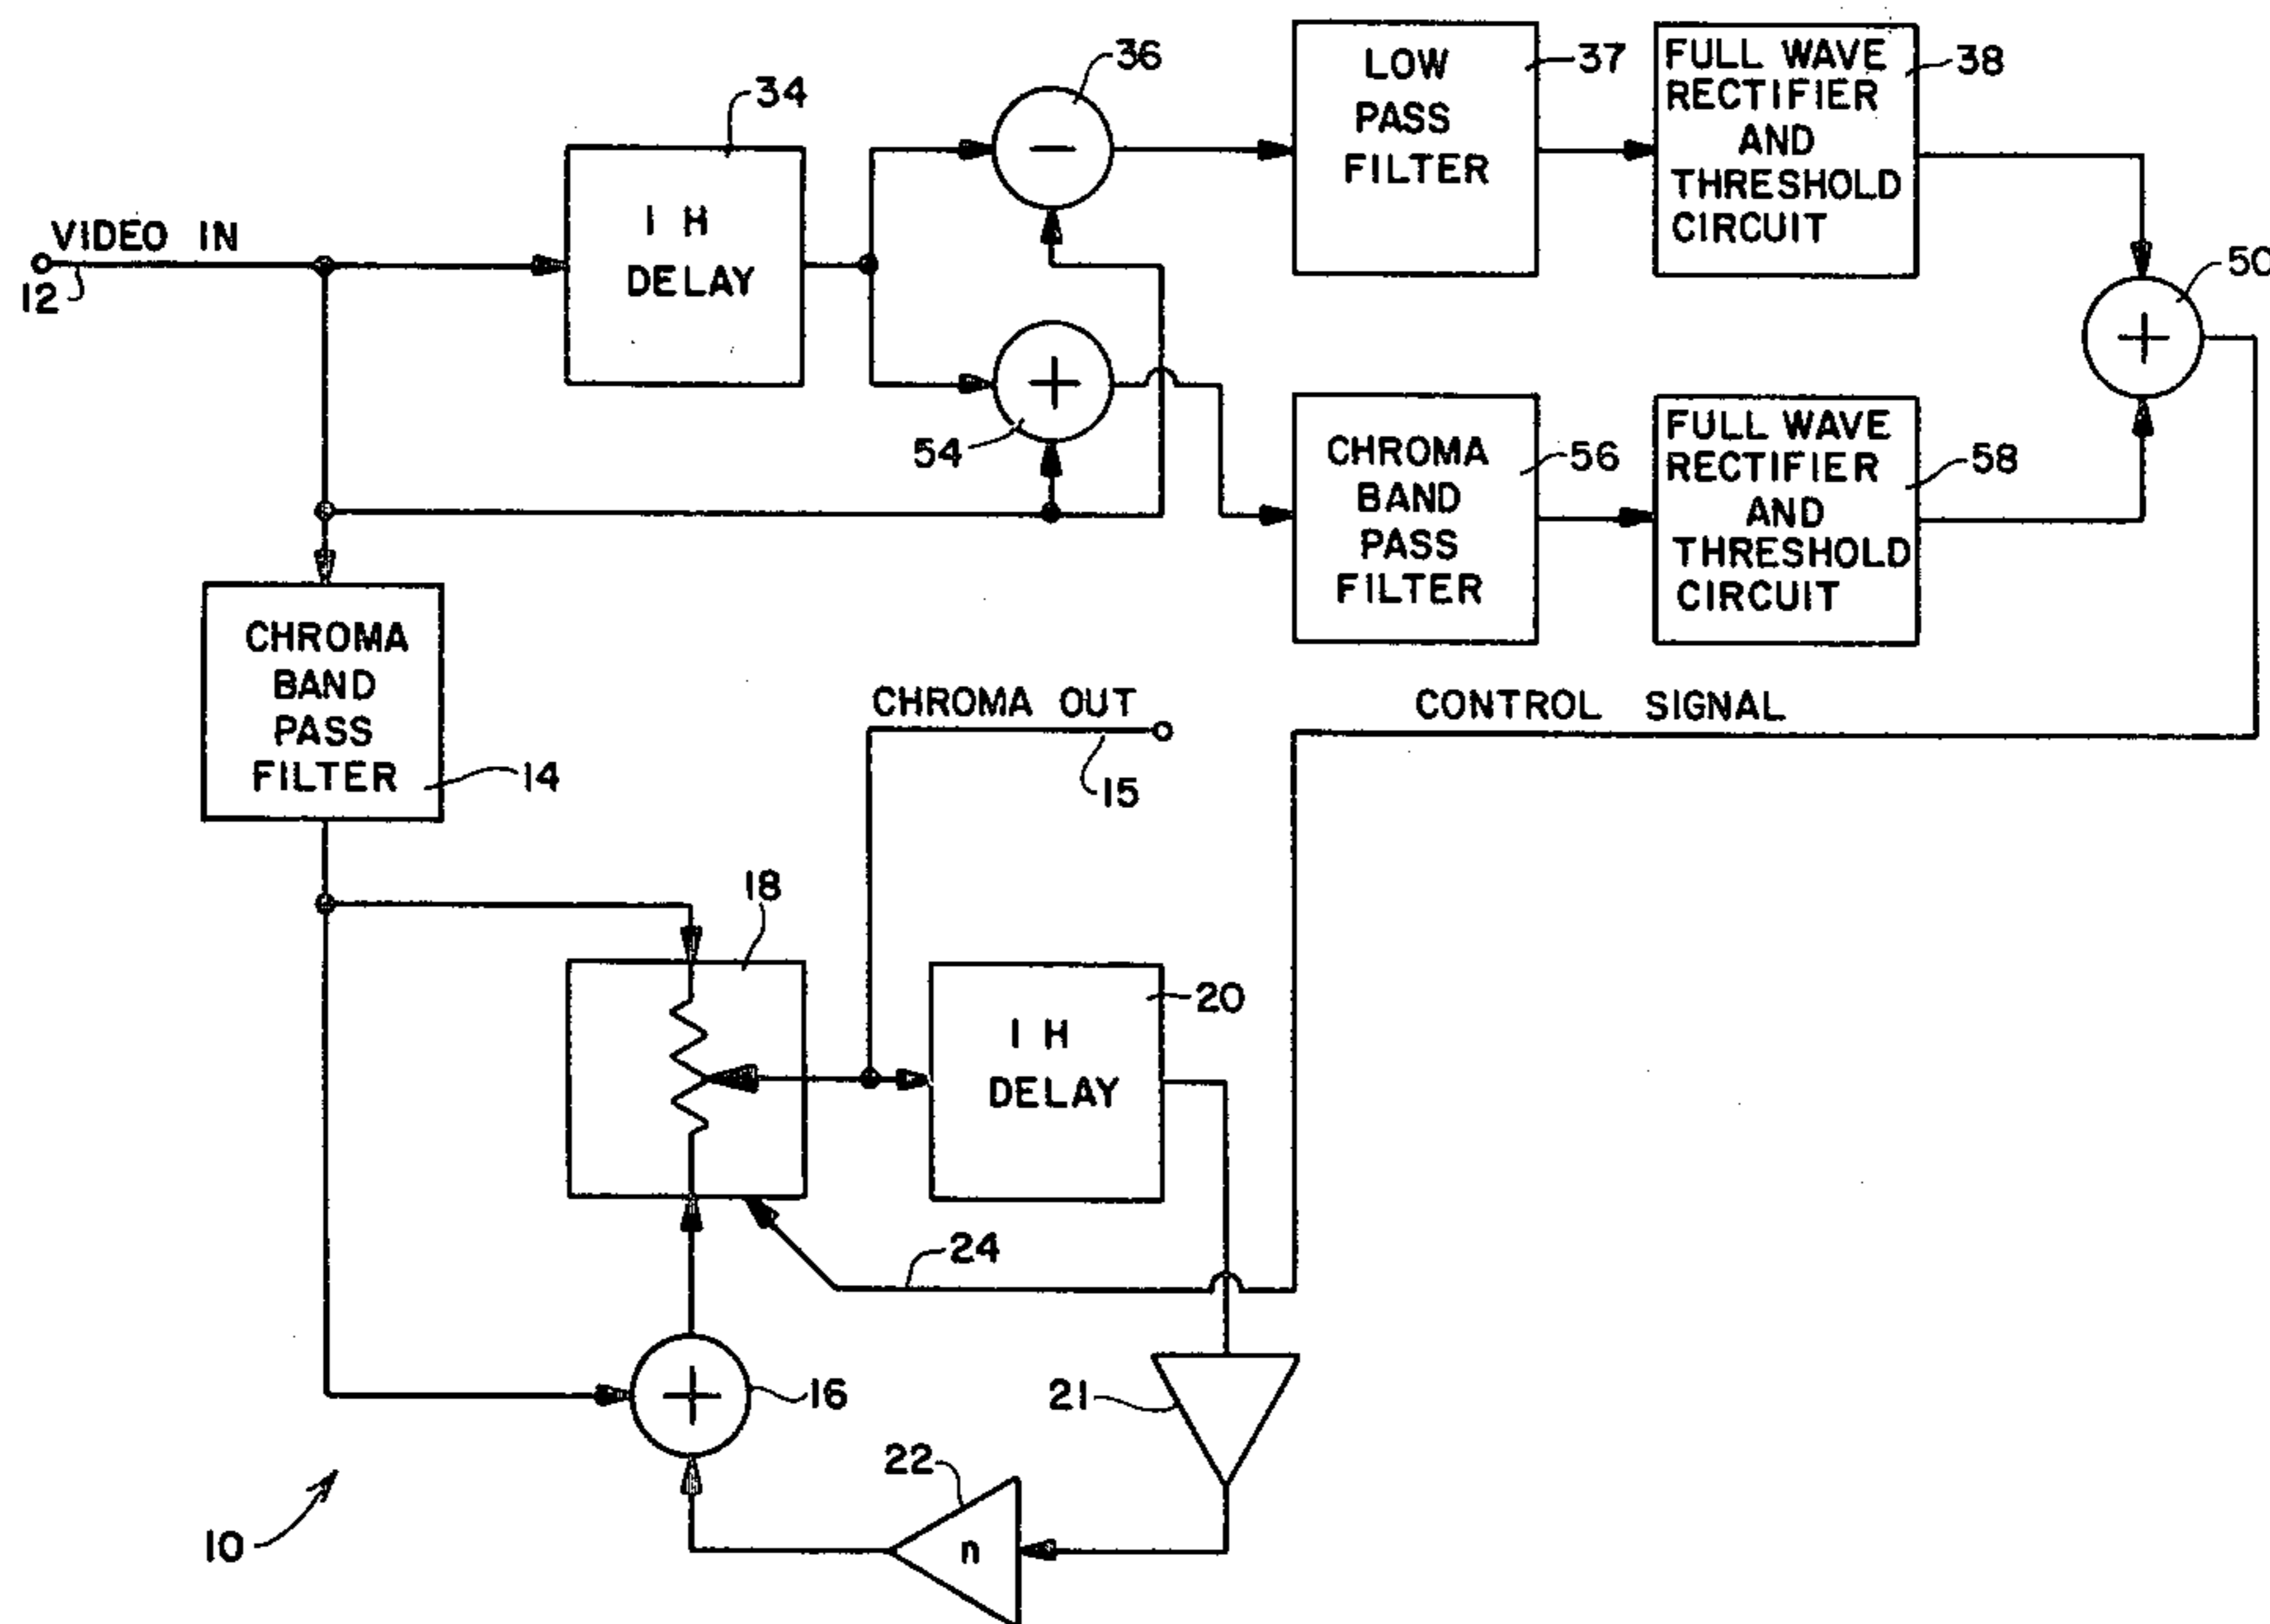 VIDEO IN
12
34
I H
DELAY
36
LOW
PASS
FILTER
37
FULL WAVE
RECTIFIER
AND
THRESHOLD
CIRCUIT
38
50
54
CHROMA
BAND
PASS
FILTER
56
FULL WAVE
RECTIFIER
AND
THRESHOLD
CIRCUIT
58
CHROMA
BAND
PASS
FILTER
14
CHROMA OUT
15
CONTROL SIGNAL
18
I H
DELAY
20
24
16
21
22
n
10